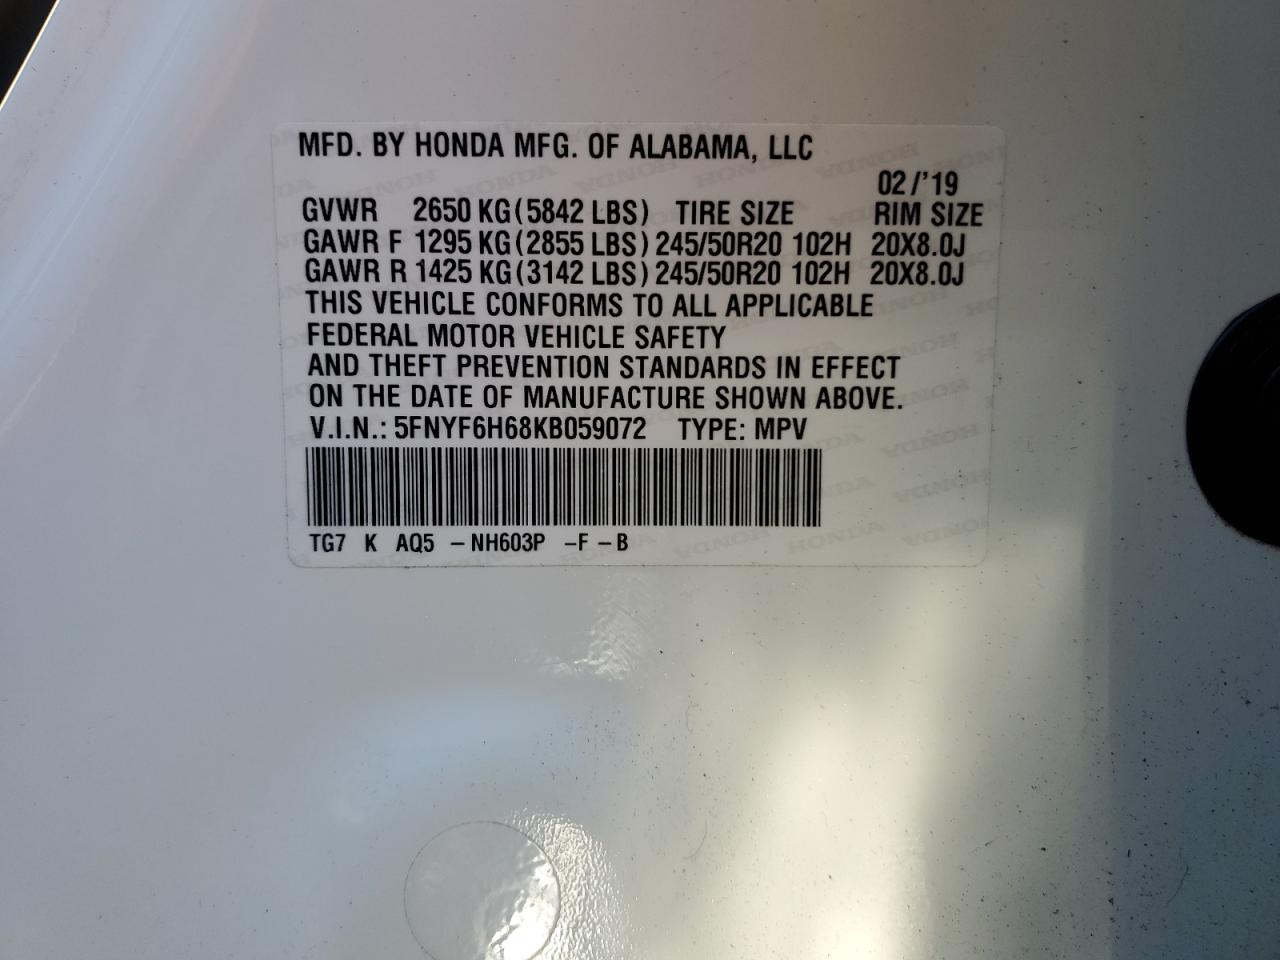 MFD. BY HONDA MFG. OF ALABAMA, LLC
02/'19
GVWR 2650 KG (5842 LBS) TIRE SIZE RIM SIZE
GAWR F 1295 KG (2855 LBS) 245/50R20 102H 20X8.0J
GAWR R 1425 KG (3142 LBS) 245/50R20 102H 20X8.0J
THIS VEHICLE CONFORMS TO ALL APPLICABLE
FEDERAL MOTOR VEHICLE SAFETY
AND THEFT PREVENTION STANDARDS IN EFFECT
ON THE DATE OF MANUFACTURE SHOWN ABOVE.
V.I.N.: 5FNYF6H68KB059072 TYPE: MPV
TG7 K AQ5 – NH603P – F – B